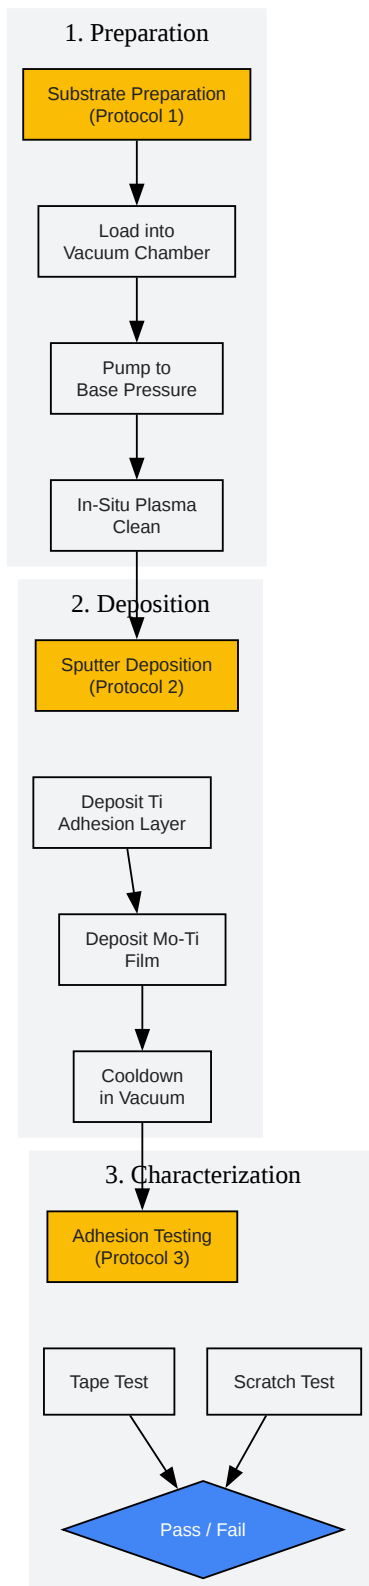 1. Preparation
Substrate Preparation
(Protocol 1)
Load into
Vacuum Chamber
Pump to
Base Pressure
In-Situ Plasma
Clean
2. Deposition
Sputter Deposition
(Protocol 2)
Deposit Ti
Adhesion Layer
Deposit Mo-Ti
Film
Cooldown
in Vacuum
3. Characterization
Adhesion Testing
(Protocol 3)
Tape Test
Scratch Test
Pass / Fail